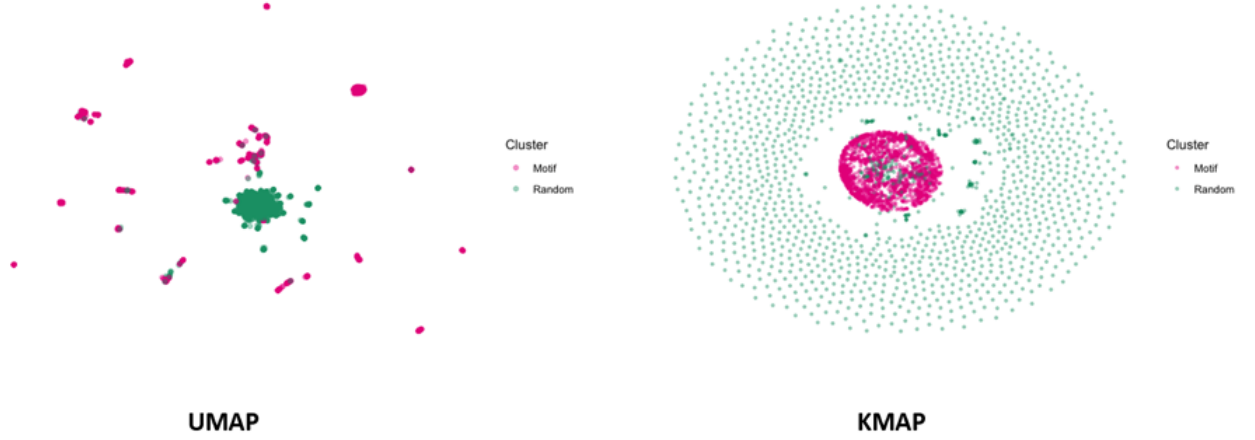 Cluster
Motif
Random
Cluster
Motif
Random
UMAP
KMAP